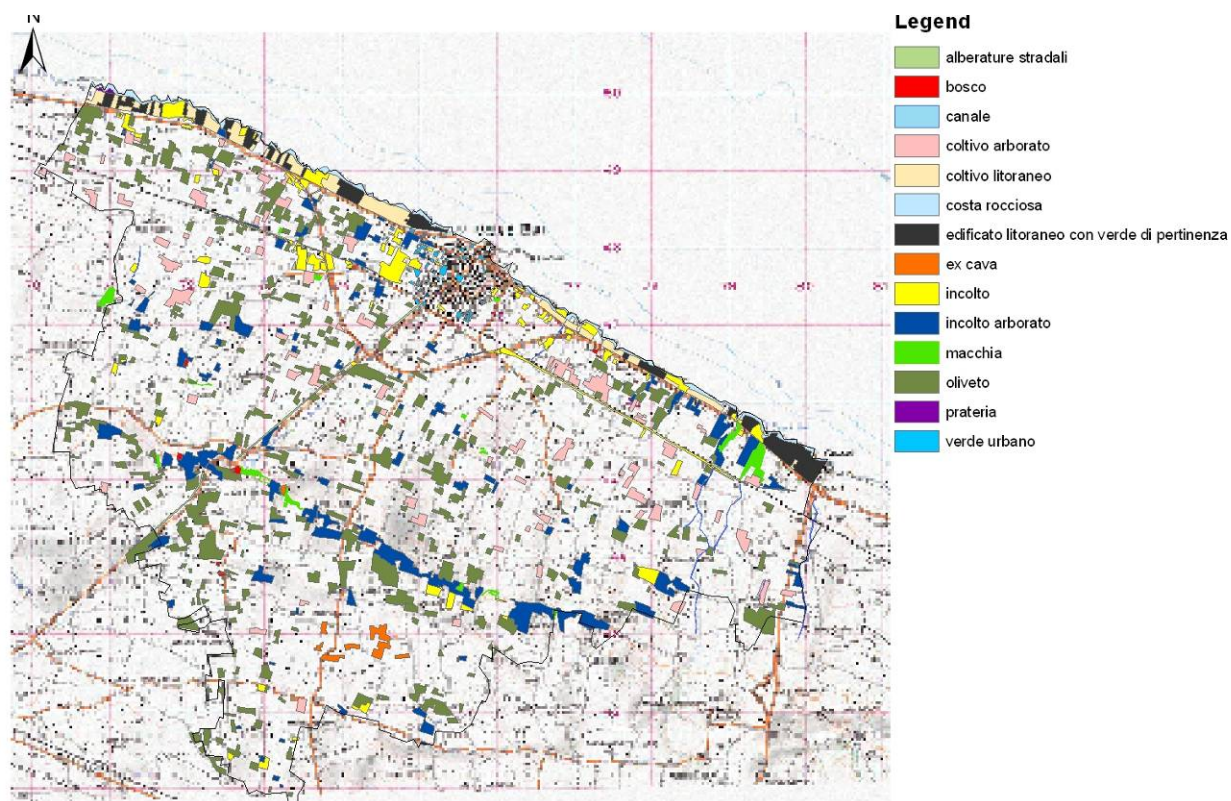 N
Legend
alberature stradali
bosco
canale
coltivo arborato
coltivo litoraneo
costa rocciosa
edificato litoraneo con verde di pertinenza
ex cava
incolto
incolto arborato
macchia
oliveto
prateria
verde urbano